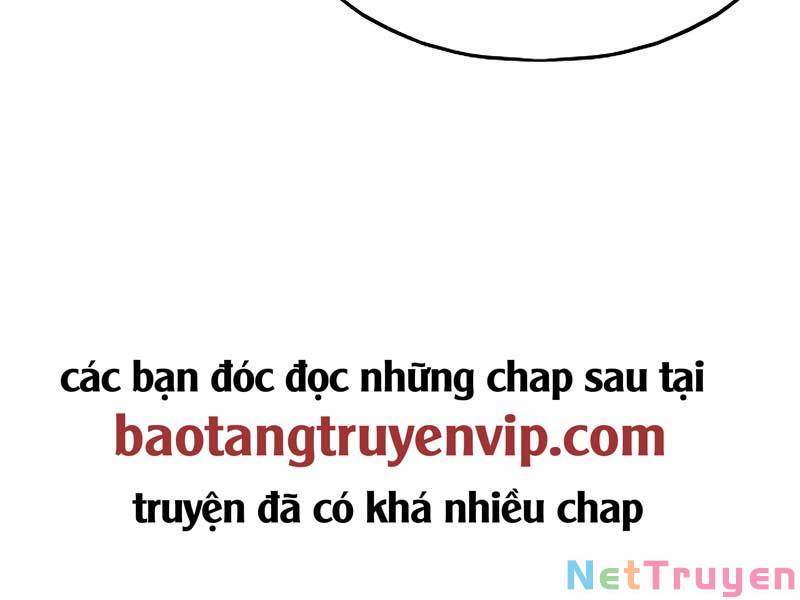 các bạn đóc đọc những chap sau tại
baotangtruyenvip.com
truyện đã có khá nhiều chap
NetTruyen